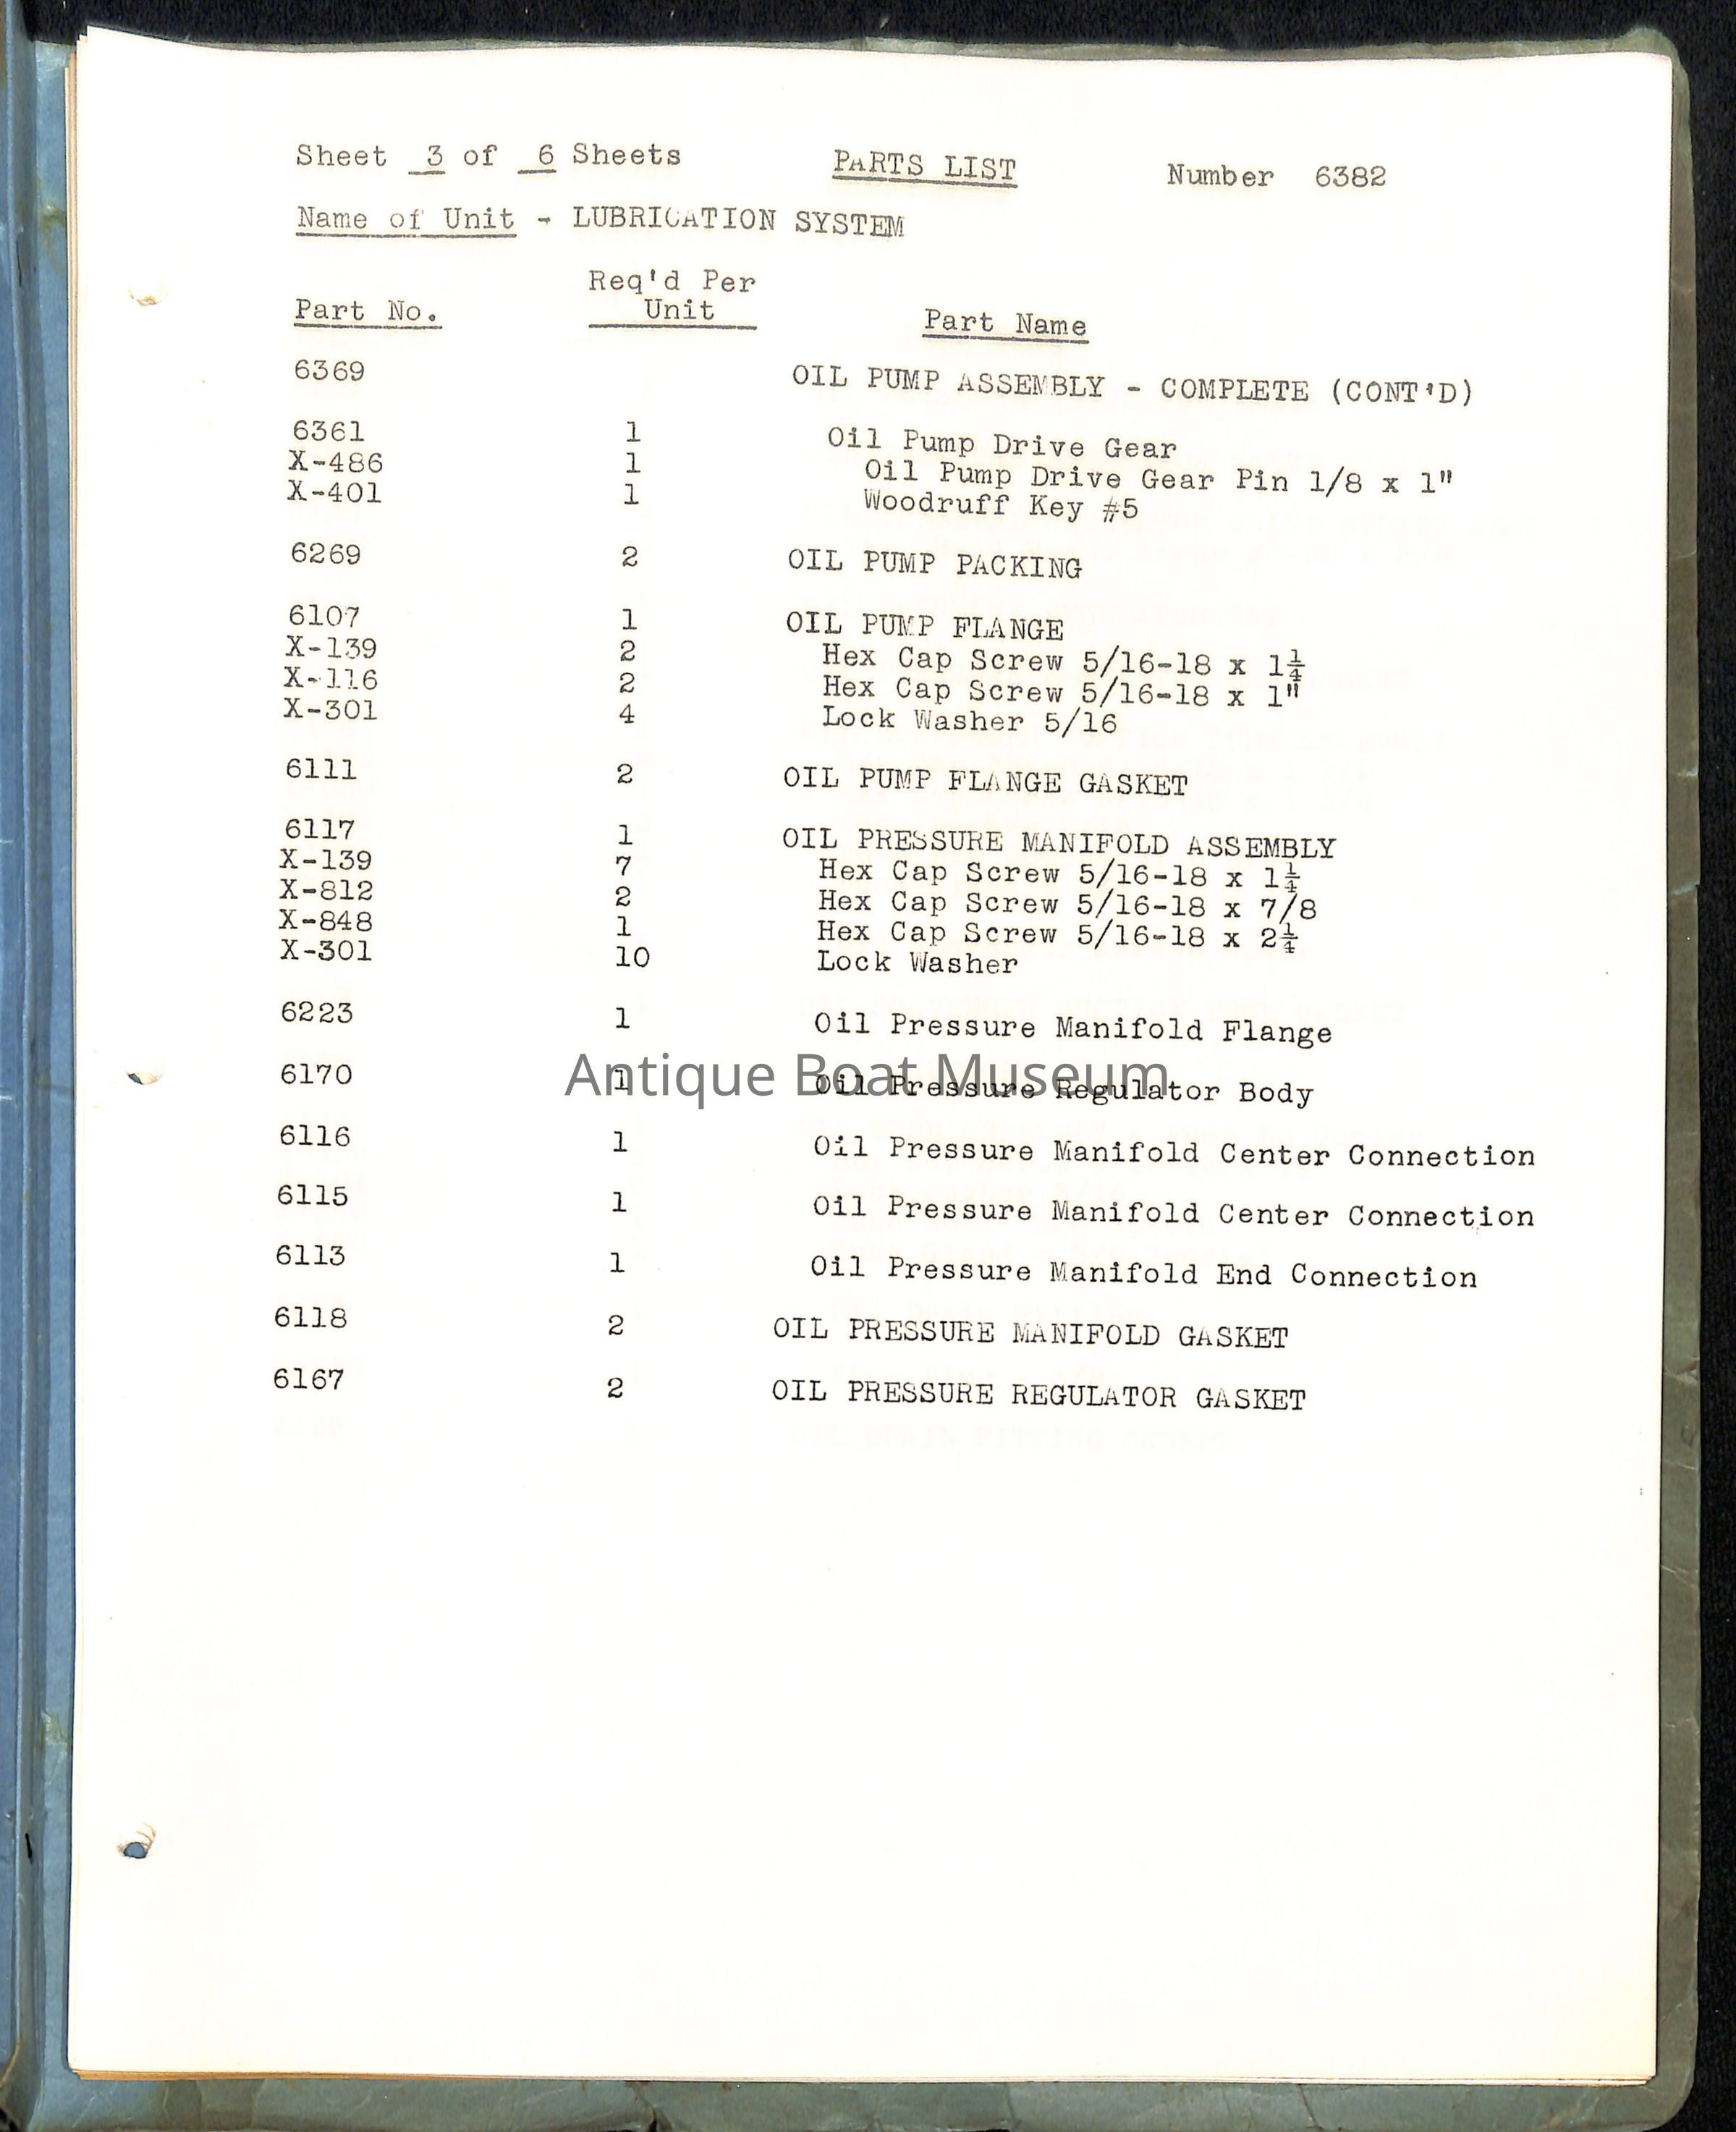 Sheet 3 of 6 Sheets PARTS LIST Number 6382
Name of Unit - LUBRICATION SYSTEM
Part No. Req'd Per Unit Part Name
6369 OIL PUMP ASSEMBLY - COMPLETE (CONT'D)
6361 1 Oil Pump Drive Gear
X-486 1 Oil Pump Drive Gear Pin 1/8 x 1"
X-401 1 Woodruff Key #5
6269 2 OIL PUMP PACKING
6107 1 OIL PUMP FLANGE
X-139 2 Hex Cap Screw 5/16-18 x 1¼
X-116 2 Hex Cap Screw 5/16-18 x 1"
X-301 4 Lock Washer 5/16
6111 2 OIL PUMP FLANGE GASKET
6117 1 OIL PRESSURE MANIFOLD ASSEMBLY
X-139 7 Hex Cap Screw 5/16-18 x 1¼
X-812 2 Hex Cap Screw 5/16-18 x 7/8
X-848 1 Hex Cap Screw 5/16-18 x 2¼
X-301 10 Lock Washer
6223 1 Oil Pressure Manifold Flange
Antique Boat Museum
6170 1 Oil Pressure Regulator Body
6116 1 Oil Pressure Manifold Center Connection
6115 1 Oil Pressure Manifold Center Connection
6113 1 Oil Pressure Manifold End Connection
6118 2 OIL PRESSURE MANIFOLD GASKET
6167 2 OIL PRESSURE REGULATOR GASKET